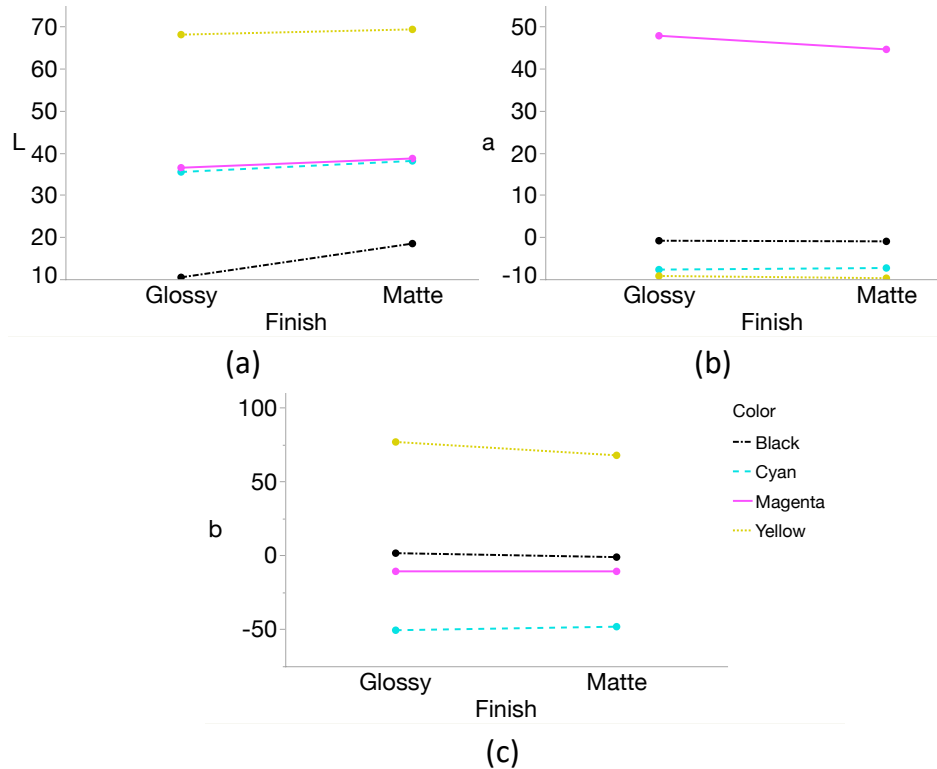 70
60
50
L
40
30
20
10
Glossy
Matte
Finish
(a)
50
40
30
a
20
10
0
-10
Glossy
Matte
Finish
(b)
100
50
b
0
-50
Glossy
Matte
Finish
(c)
Color
Black
Cyan
Magenta
Yellow